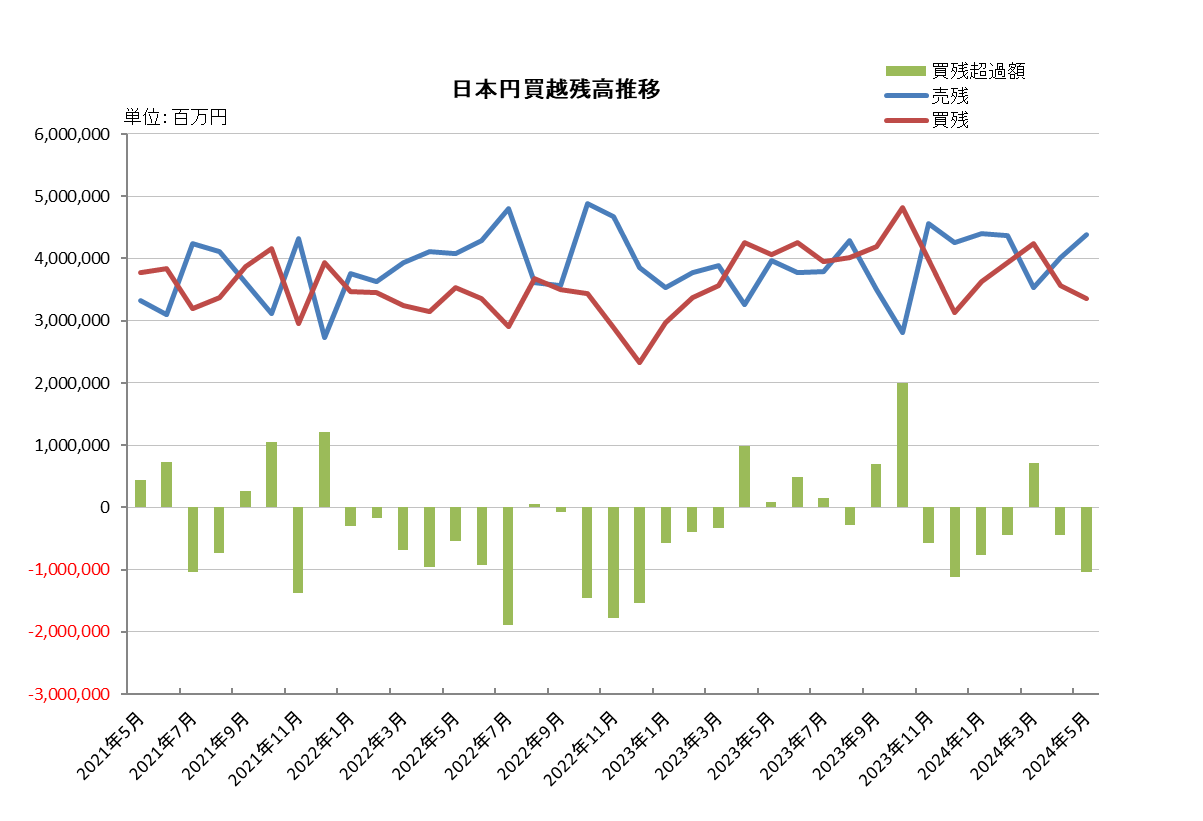 日本円買越残高推移
買残超過額
売残
買残
単位: 百万円
6,000,000
5,000,000
4,000,000
3,000,000
2,000,000
1,000,000
0
-1,000,000
-2,000,000
-3,000,000
2021年5月
2021年7月
2021年9月
2021年11月
2022年1月
2022年3月
2022年5月
2022年7月
2022年9月
2022年11月
2023年1月
2023年3月
2023年5月
2023年7月
2023年9月
2023年11月
2024年1月
2024年3月
2024年5月